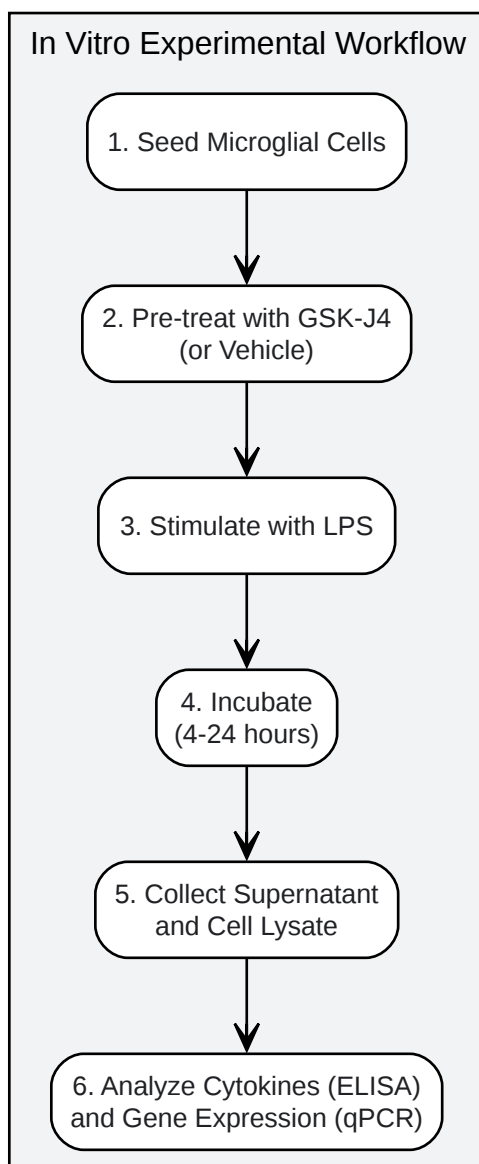 In Vitro Experimental Workflow
1. Seed Microglial Cells
2. Pre-treat with GSK-J4
(or Vehicle)
3. Stimulate with LPS
4. Incubate
(4-24 hours)
5. Collect Supernatant
and Cell Lysate
6. Analyze Cytokines (ELISA)
and Gene Expression (qPCR)